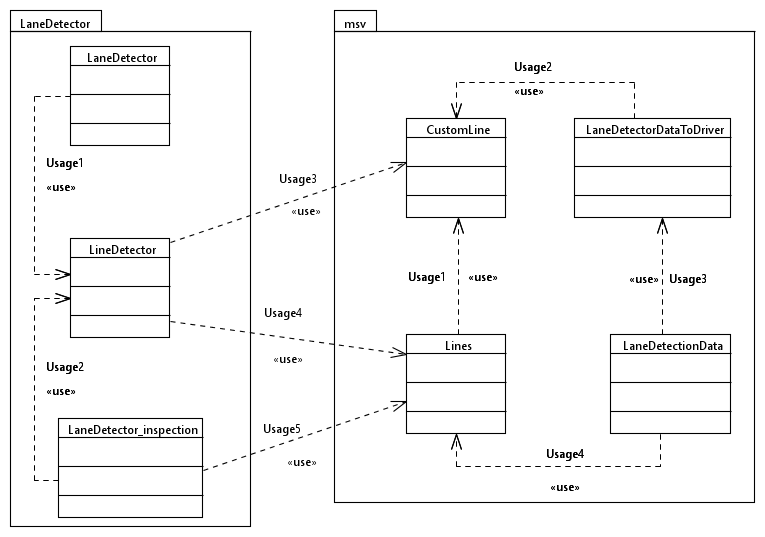 LaneDetector
msv
LaneDetector
Usage2
«use»
CustomLine
LaneDetectorDataToDriver
Usage1
«use»
Usage3
«use»
LineDetector
Usage1
«use»
«use»
Usage3
Usage4
«use»
Lines
LaneDetectionData
Usage2
«use»
LaneDetector_inspection
Usage5
«use»
Usage4
«use»